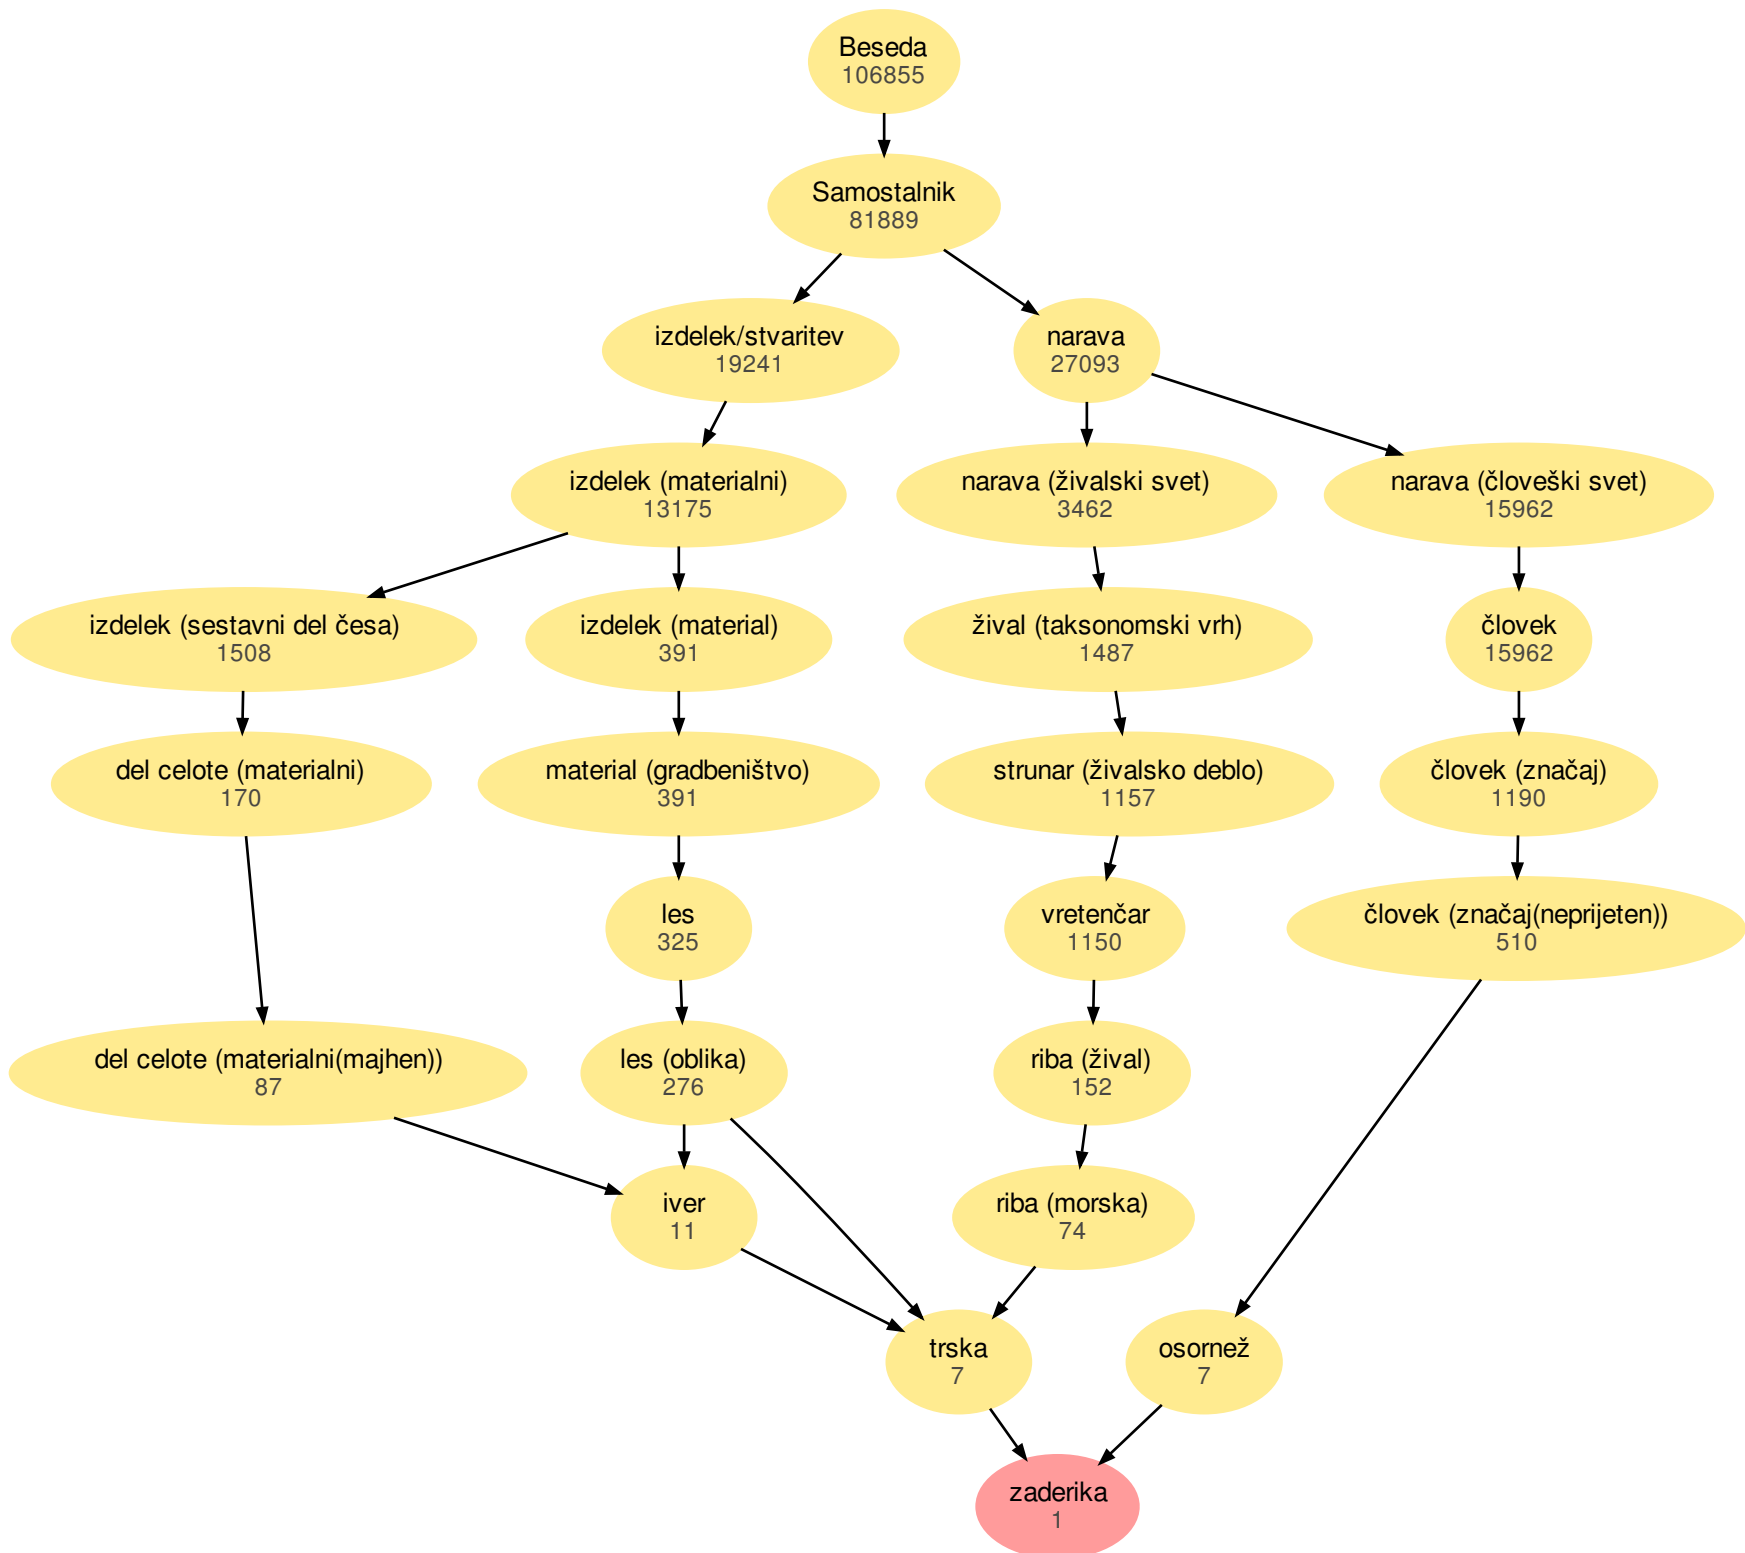 Beseda
106855
Samostalnik
81889
izdelek/stvaritev
19241
narava
27093
izdelek (materialni)
13175
narava (živalski svet)
3462
narava (človeški svet)
15962
izdelek (sestavni del česa)
1508
izdelek (material)
391
žival (taksonomski vrh)
1487
človek
15962
del celote (materialni)
170
material (gradbeništvo)
391
strunar (živalsko deblo)
1157
človek (značaj)
1190
les
325
vretenčar
1150
človek (značaj(neprijeten))
510
del celote (materialni(majhen))
87
les (oblika)
276
riba (žival)
152
iver
11
riba (morska)
74
trska
7
osornež
7
zaderika
1